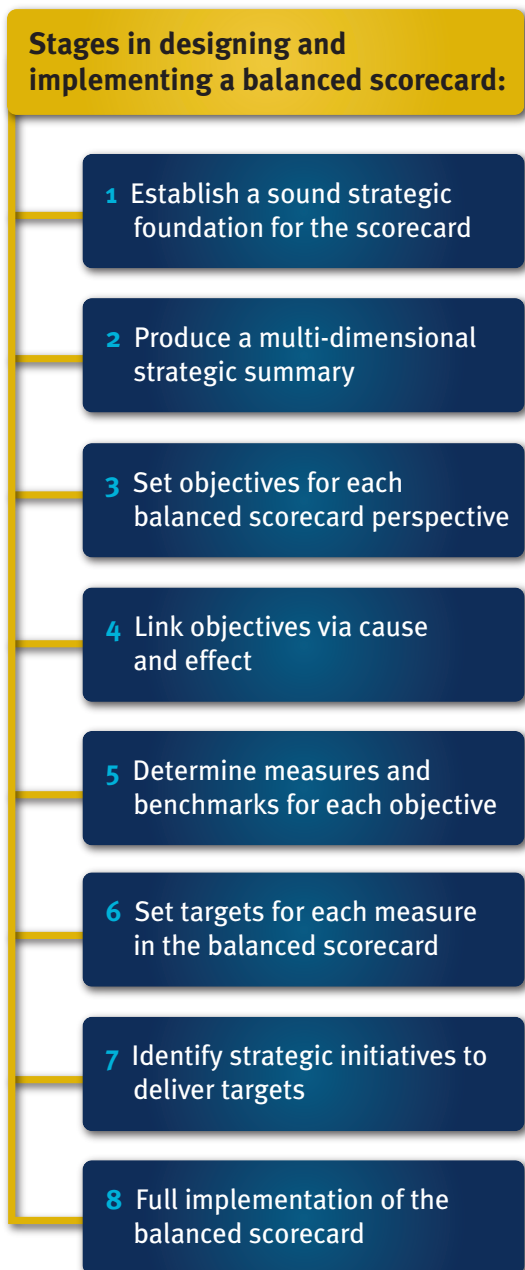 Stages in designing and
implementing a balanced scorecard:
1 Establish a sound strategic
foundation for the scorecard
2 Produce a multi-dimensional
strategic summary
3 Set objectives for each
balanced scorecard perspective
4 Link objectives via cause
and effect
5 Determine measures and
benchmarks for each objective
6 Set targets for each measure
in the balanced scorecard
7 Identify strategic initiatives to
deliver targets
8 Full implementation of the
balanced scorecard